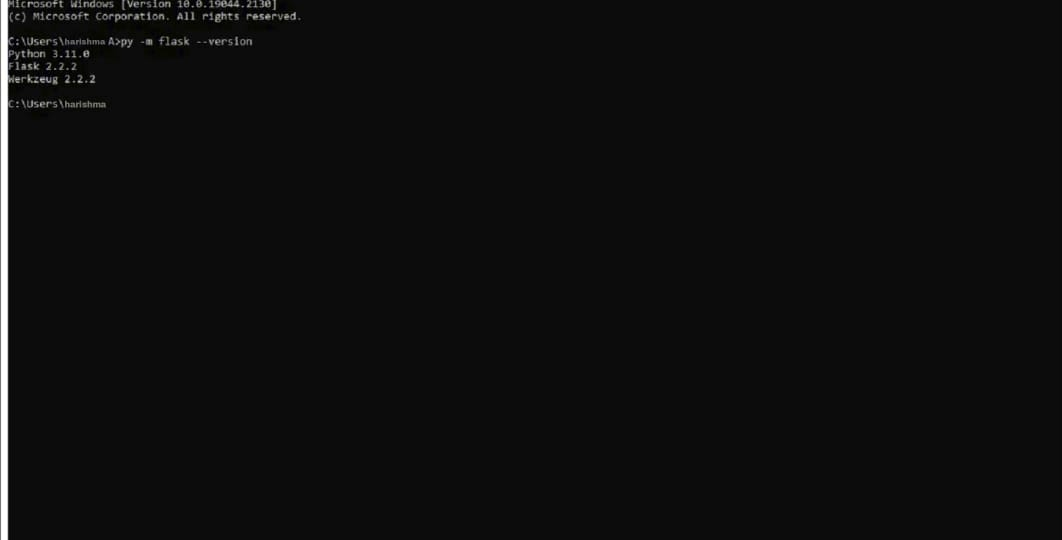 Microsoft Windows [Version 10.0.19044.2130]
(c) Microsoft Corporation. All rights reserved.
C:\Users\harishma A>py -m flask --version
Python 3.11.0
Flask 2.2.2
Werkzeug 2.2.2
C:\Users\harishma